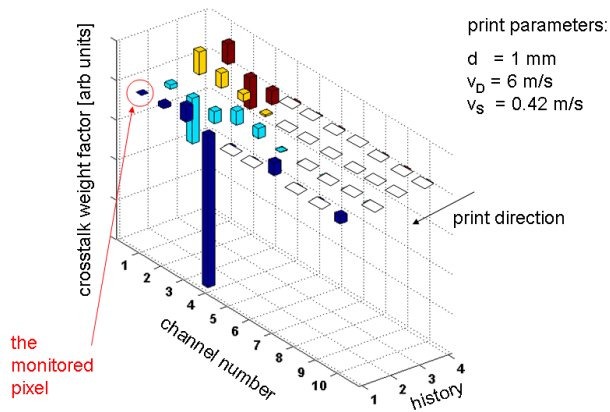 print parameters:
d = 1 mm
vD = 6 m/s
vS = 0.42 m/s
crosstalk weight factor [arb units]
print direction
1
2
3
4
5
6
7
8
9
10
channel number
1
2
3
4
history
the
monitored
pixel